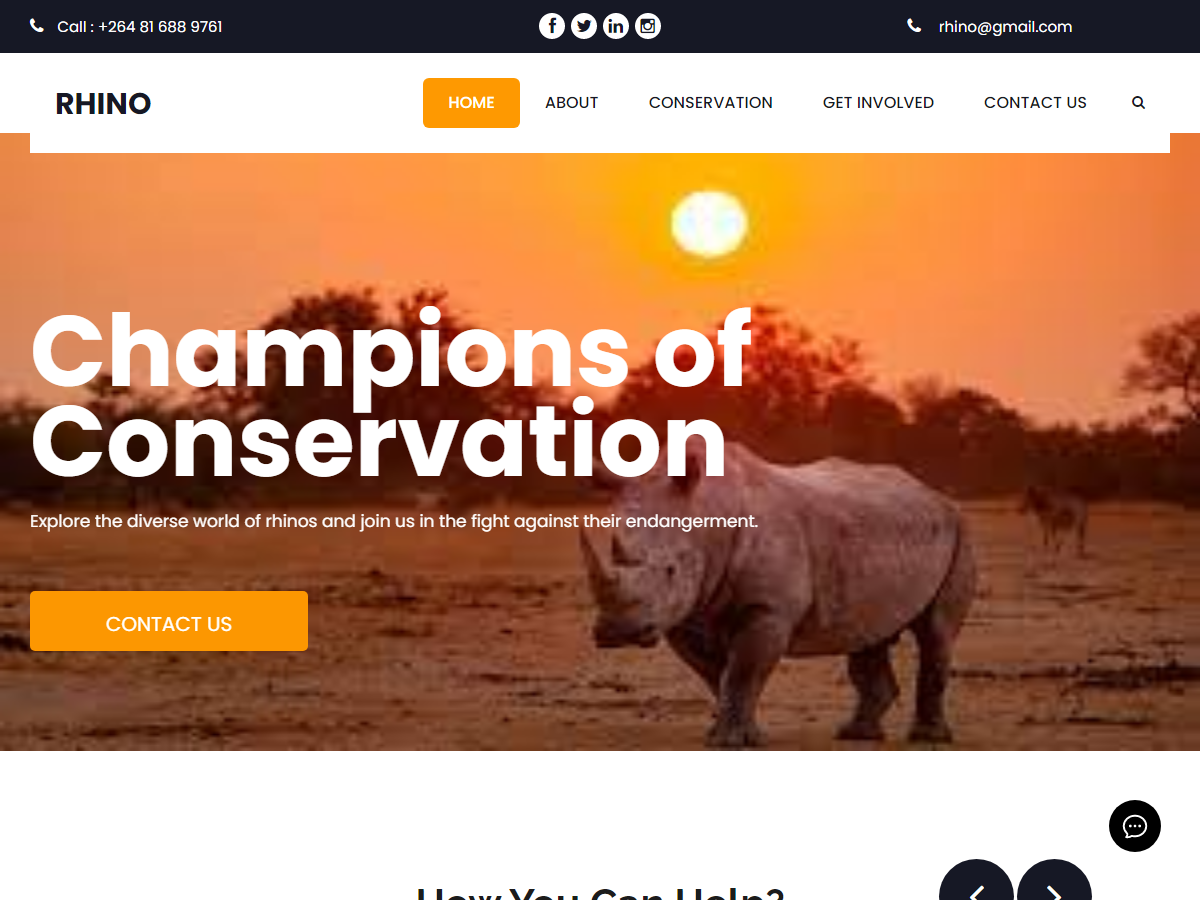 Call : +264 81 688 9761
rhino@gmail.com
RHINO
HOME
ABOUT
CONSERVATION
GET INVOLVED
CONTACT US
Champions of
Conservation
Explore the diverse world of rhinos and join us in the fight against their endangerment.
CONTACT US
How You Can Help?